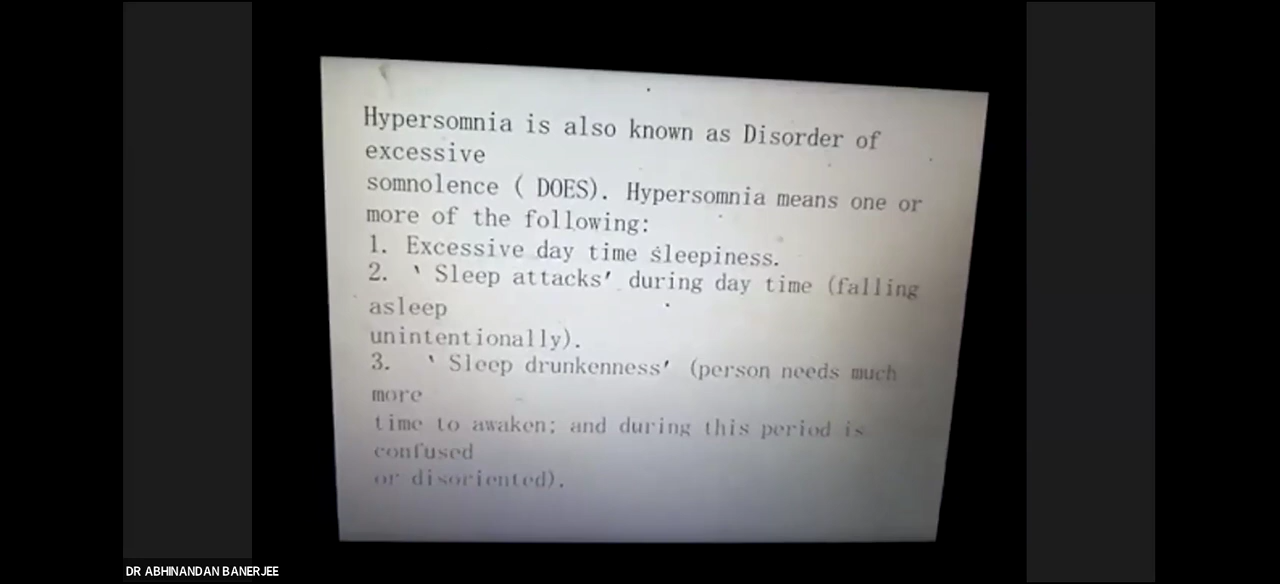 Hypersomnia is also known as Disorder of
excessive
somnolence ( DOES). Hypersomnia means one or
more of the following:
1. Excessive day time sleepiness.
2. ‵ Sleep attacks′ during day time (falling
asleep
unintentionally).
3. ‵ Sleep drunkenness′ (person needs much
more
time to awaken; and during this period is
confused
or disoriented).
DR ABHINANDAN BANERJEE